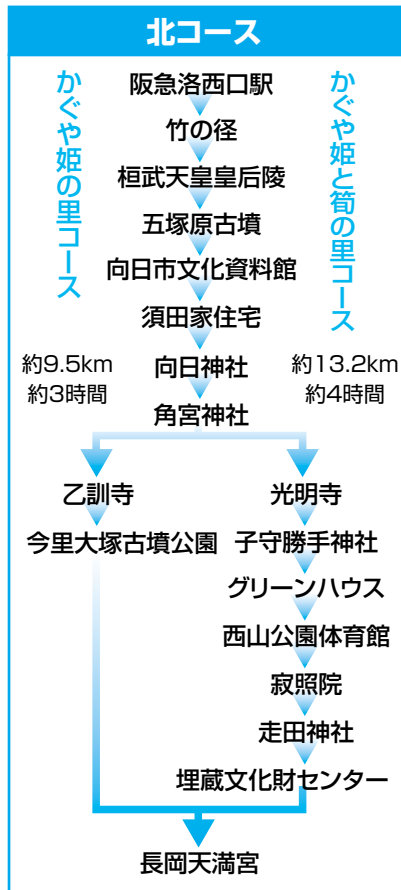 北コース
かぐや姫の里コース
かぐや姫と筍の里コース
阪急洛西口駅
竹の径
桓武天皇皇后陵
五塚原古墳
向日市文化資料館
須田家住宅
向日神社
角宮神社
約9.5km
約3時間
約13.2km
約4時間
乙訓寺
今里大塚古墳公園
光明寺
子守勝手神社
グリーンハウス
西山公園体育館
寂照院
走田神社
埋蔵文化財センター
長岡天満宮